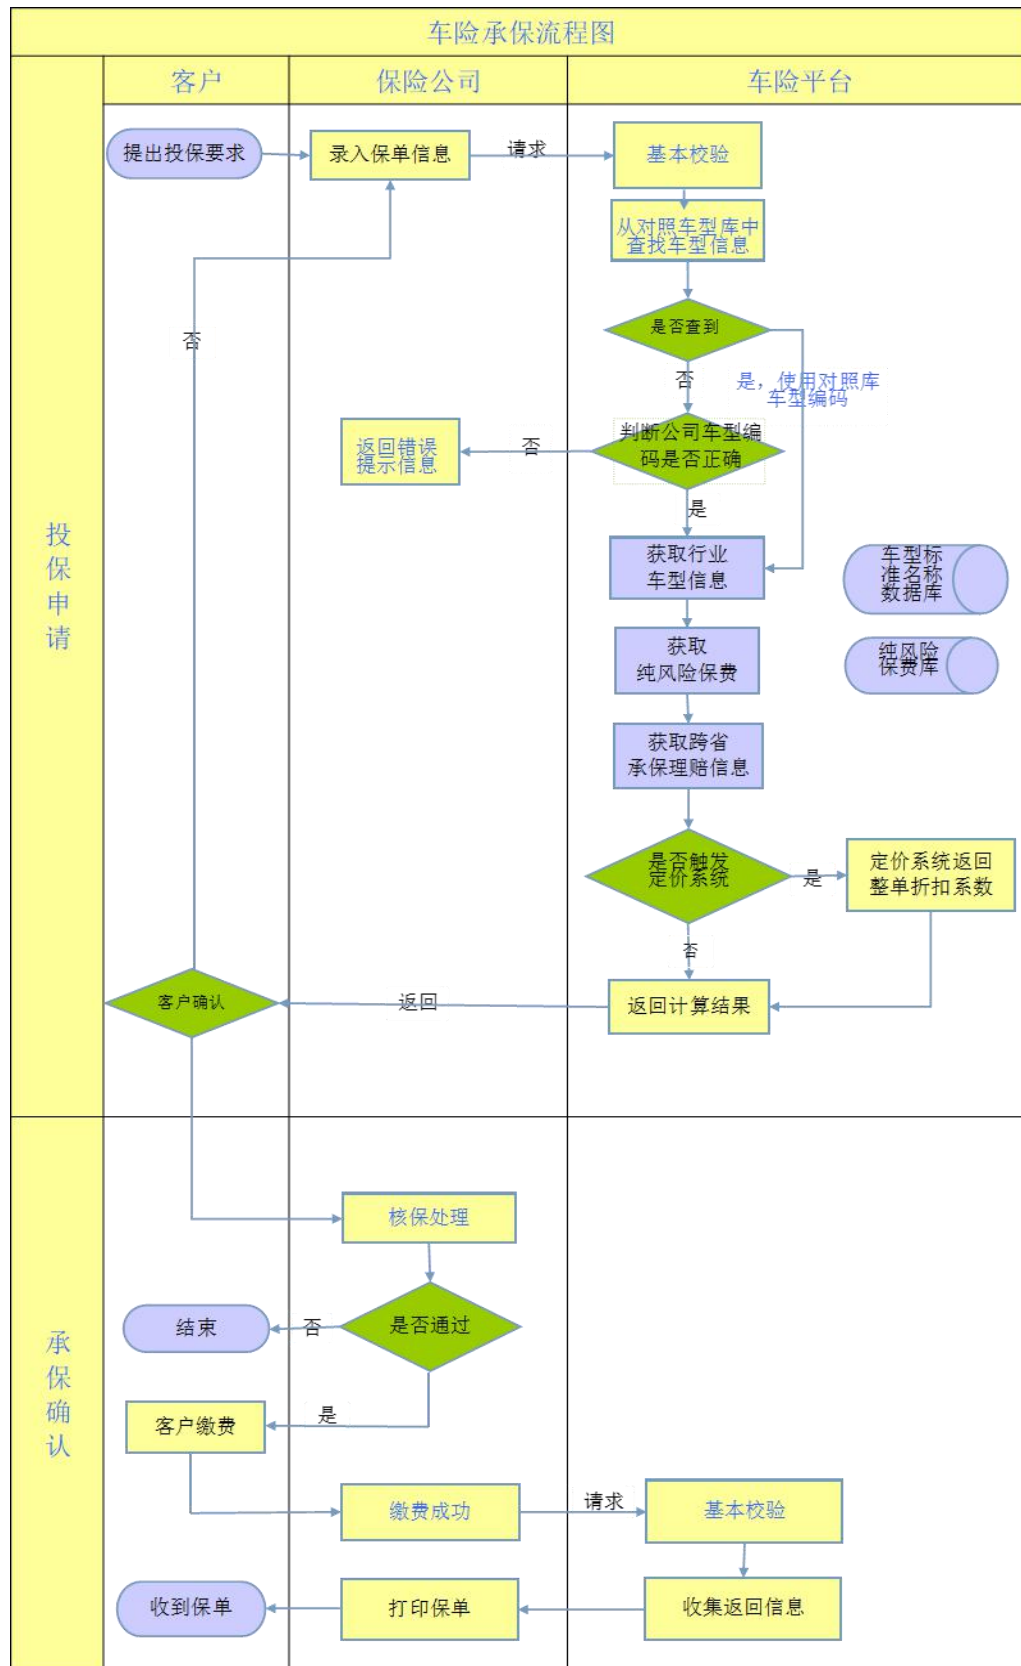 车险承保流程图
客户
保险公司
车险平台
投保申请
提出投保要求
录入保单信息
请求
基本校验
从对照车型库中
查找车型信息
是否查到
否
否
是，使用对照库
车型编码
返回错误
提示信息
否
判断公司车型编
码是否正确
是
获取行业
车型信息
车型标
准名称
数据库
获取
纯风险保费
纯风险
保费库
获取跨省
承保理赔信息
是否触发
定价系统
是
定价系统返回
整单折扣系数
否
客户确认
返回
返回计算结果
承保确认
核保处理
结束
否
是否通过
客户缴费
是
缴费成功
请求
基本校验
收到保单
打印保单
收集返回信息